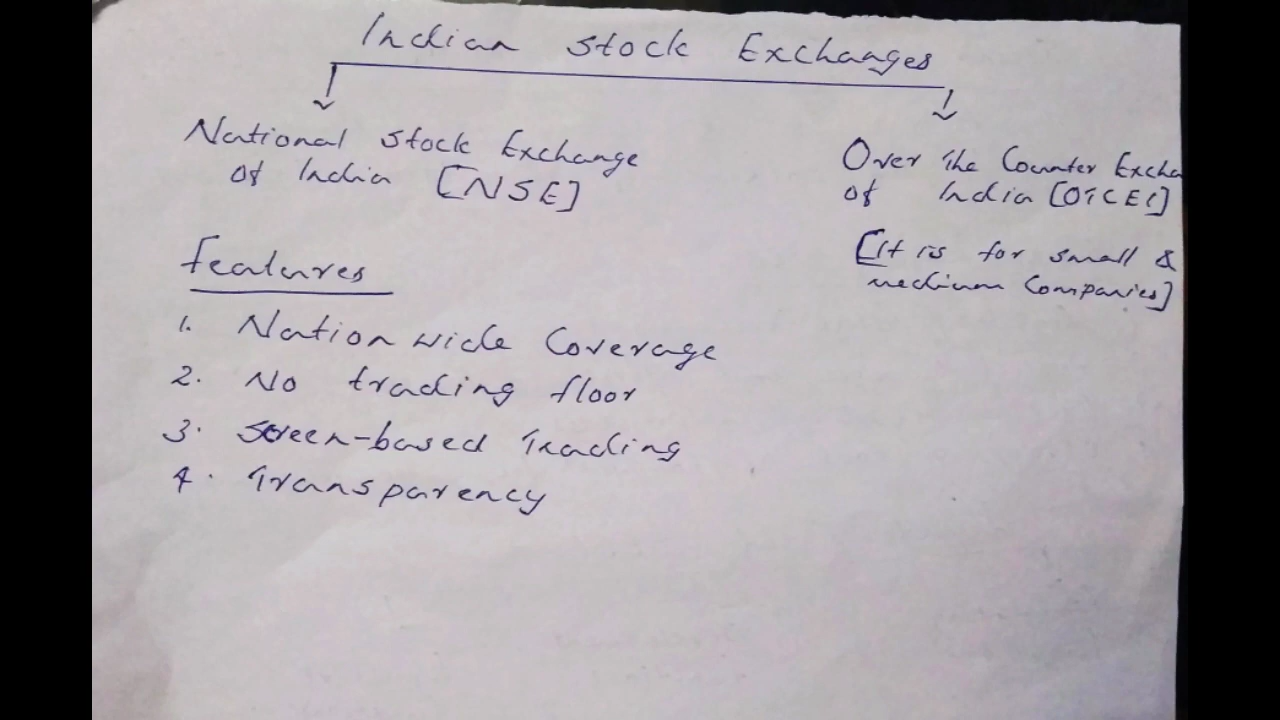 Indian Stock Exchanges
National Stock Exchange
of India [NSE]
Over The Counter Excha
of India [OTCEI]
[It is for small &
medium Companies]
Features
1. Nation wide Coverage
2. No trading floor
3. Screen-based Trading
4. Transparency